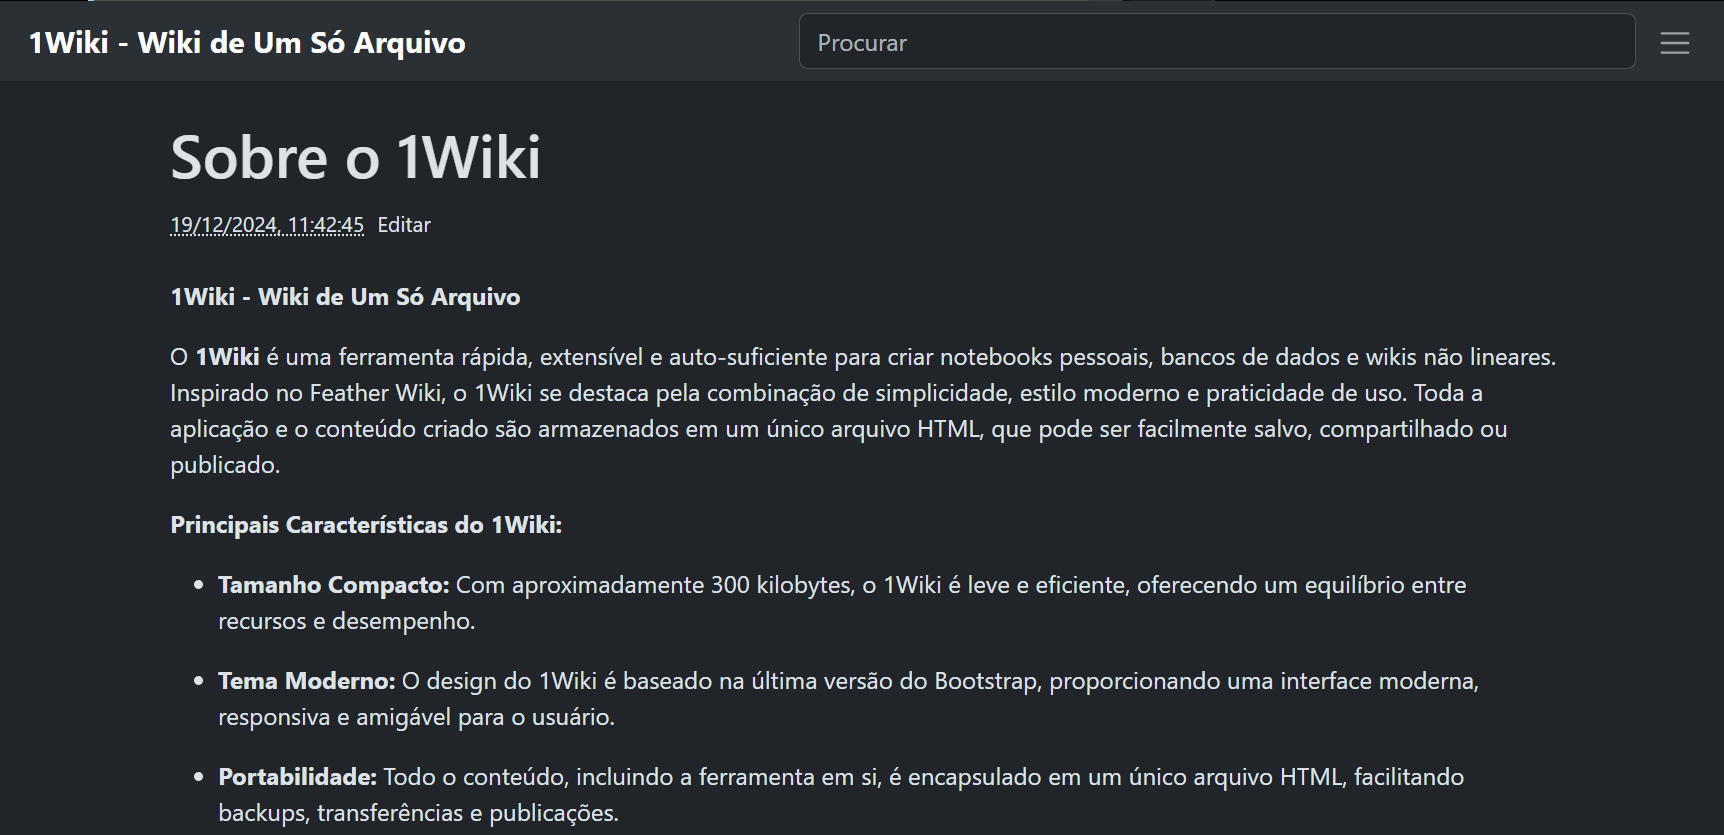 1Wiki - Wiki de Um Só Arquivo
Procurar
Sobre o 1Wiki
19/12/2024, 11:42:45 Editar
1Wiki - Wiki de Um Só Arquivo
O 1Wiki é uma ferramenta rápida, extensível e auto-suficiente para criar notebooks pessoais, bancos de dados e wikis não lineares.
Inspirado no Feather Wiki, o 1Wiki se destaca pela combinação de simplicidade, estilo moderno e praticidade de uso. Toda a
aplicação e o conteúdo criado são armazenados em um único arquivo HTML, que pode ser facilmente salvo, compartilhado ou
publicado.
Principais Características do 1Wiki:
• Tamanho Compacto: Com aproximadamente 300 kilobytes, o 1Wiki é leve e eficiente, oferecendo um equilíbrio entre
recursos e desempenho.
• Tema Moderno: O design do 1Wiki é baseado na última versão do Bootstrap, proporcionando uma interface moderna,
responsiva e amigável para o usuário.
• Portabilidade: Todo o conteúdo, incluindo a ferramenta em si, é encapsulado em um único arquivo HTML, facilitando
backups, transferências e publicações.